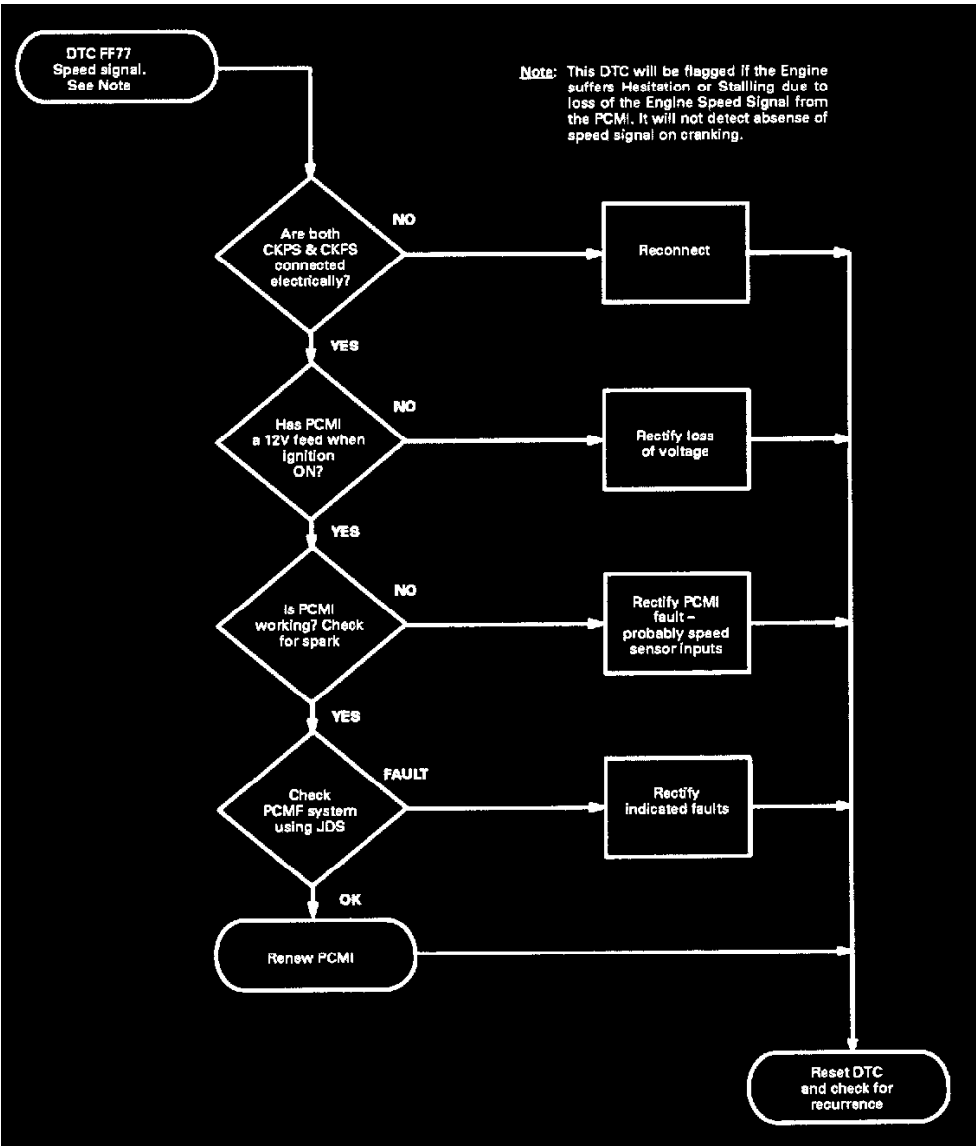 DTC FF77
Speed signal.
See Note
Note: This DTC will be flagged if the Engine
suffers Hesitation or Stallling due to
loss of the Engine Speed Signal from
the PCMI. It will not detect absense of
speed signal on cranking.
Are both
CKPS & CKFS
connected
electrically?
NO
Reconnect
YES
Has PCMI
a 12V feed when
ignition
ON?
NO
Rectify loss
of voltage
YES
Is PCMI
working? Check
for spark
NO
Rectify PCMI
fault –
probably speed
sensor inputs
YES
Check
PCMF system
using JDS
FAULT
Rectify
indicated faults
OK
Renew PCMI
Reset DTC
and check for
recurrence